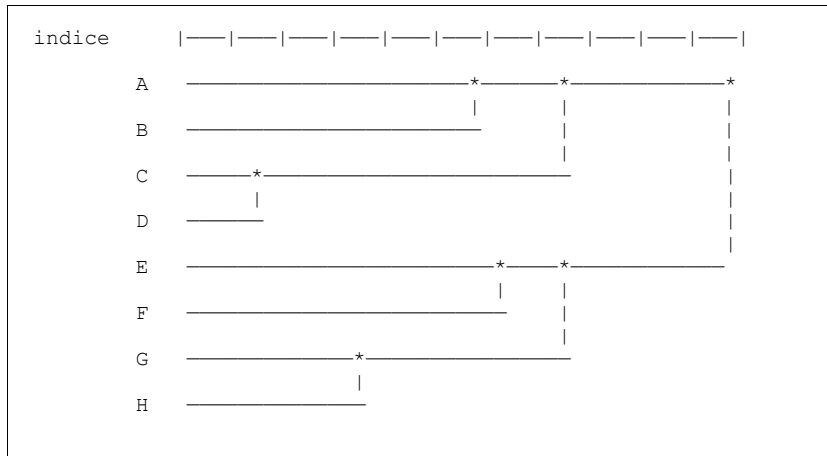 indice |———|———|———|———|———|———|———|———|———|———|———|
A ——————————————————————*——————*————————————*
B ———————————————————————
C —————*————————————————————————
D ——————
E ————————————————————————*————*————————————
F —————————————————————————
G —————————————*————————————————
H ——————————————